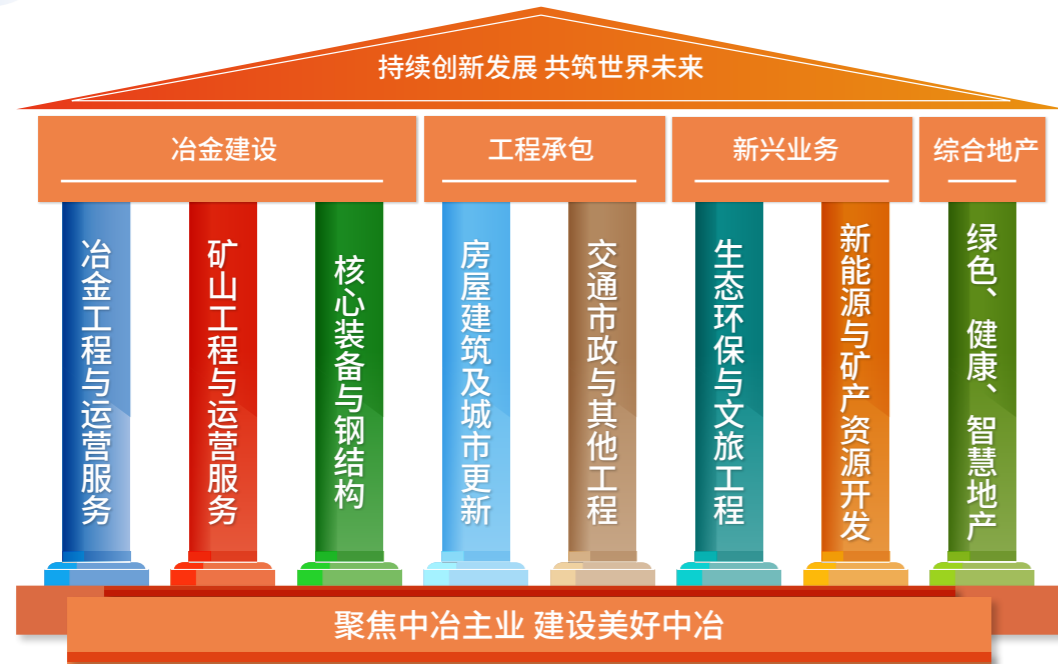 持续创新发展 共筑世界未来
冶金建设
工程承包
新兴业务
综合地产
冶金工程与运营服务
矿山工程与运营服务
核心装备与钢结构
房屋建筑及城市更新
交通市政与其他工程
生态环保与文旅工程
新能源与矿产资源开发
绿色、健康、智慧地产
聚焦中冶主业 建设美好中冶